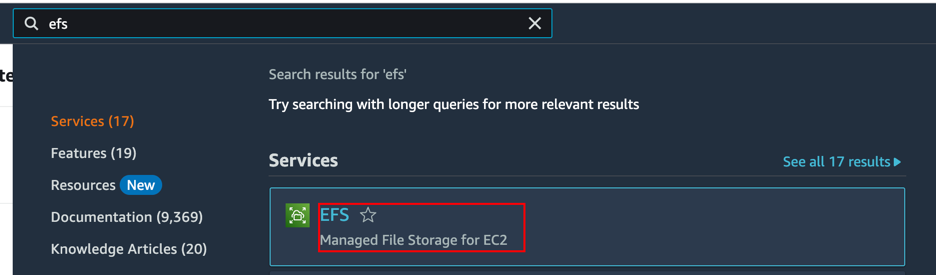 efs
te
Search results for 'efs'
Try searching with longer queries for more relevant results
Services (17)
Features (19)
Resources New
Documentation (9,369)
Knowledge Articles (20)
Services
See all 17 results
EFS
Managed File Storage for EC2